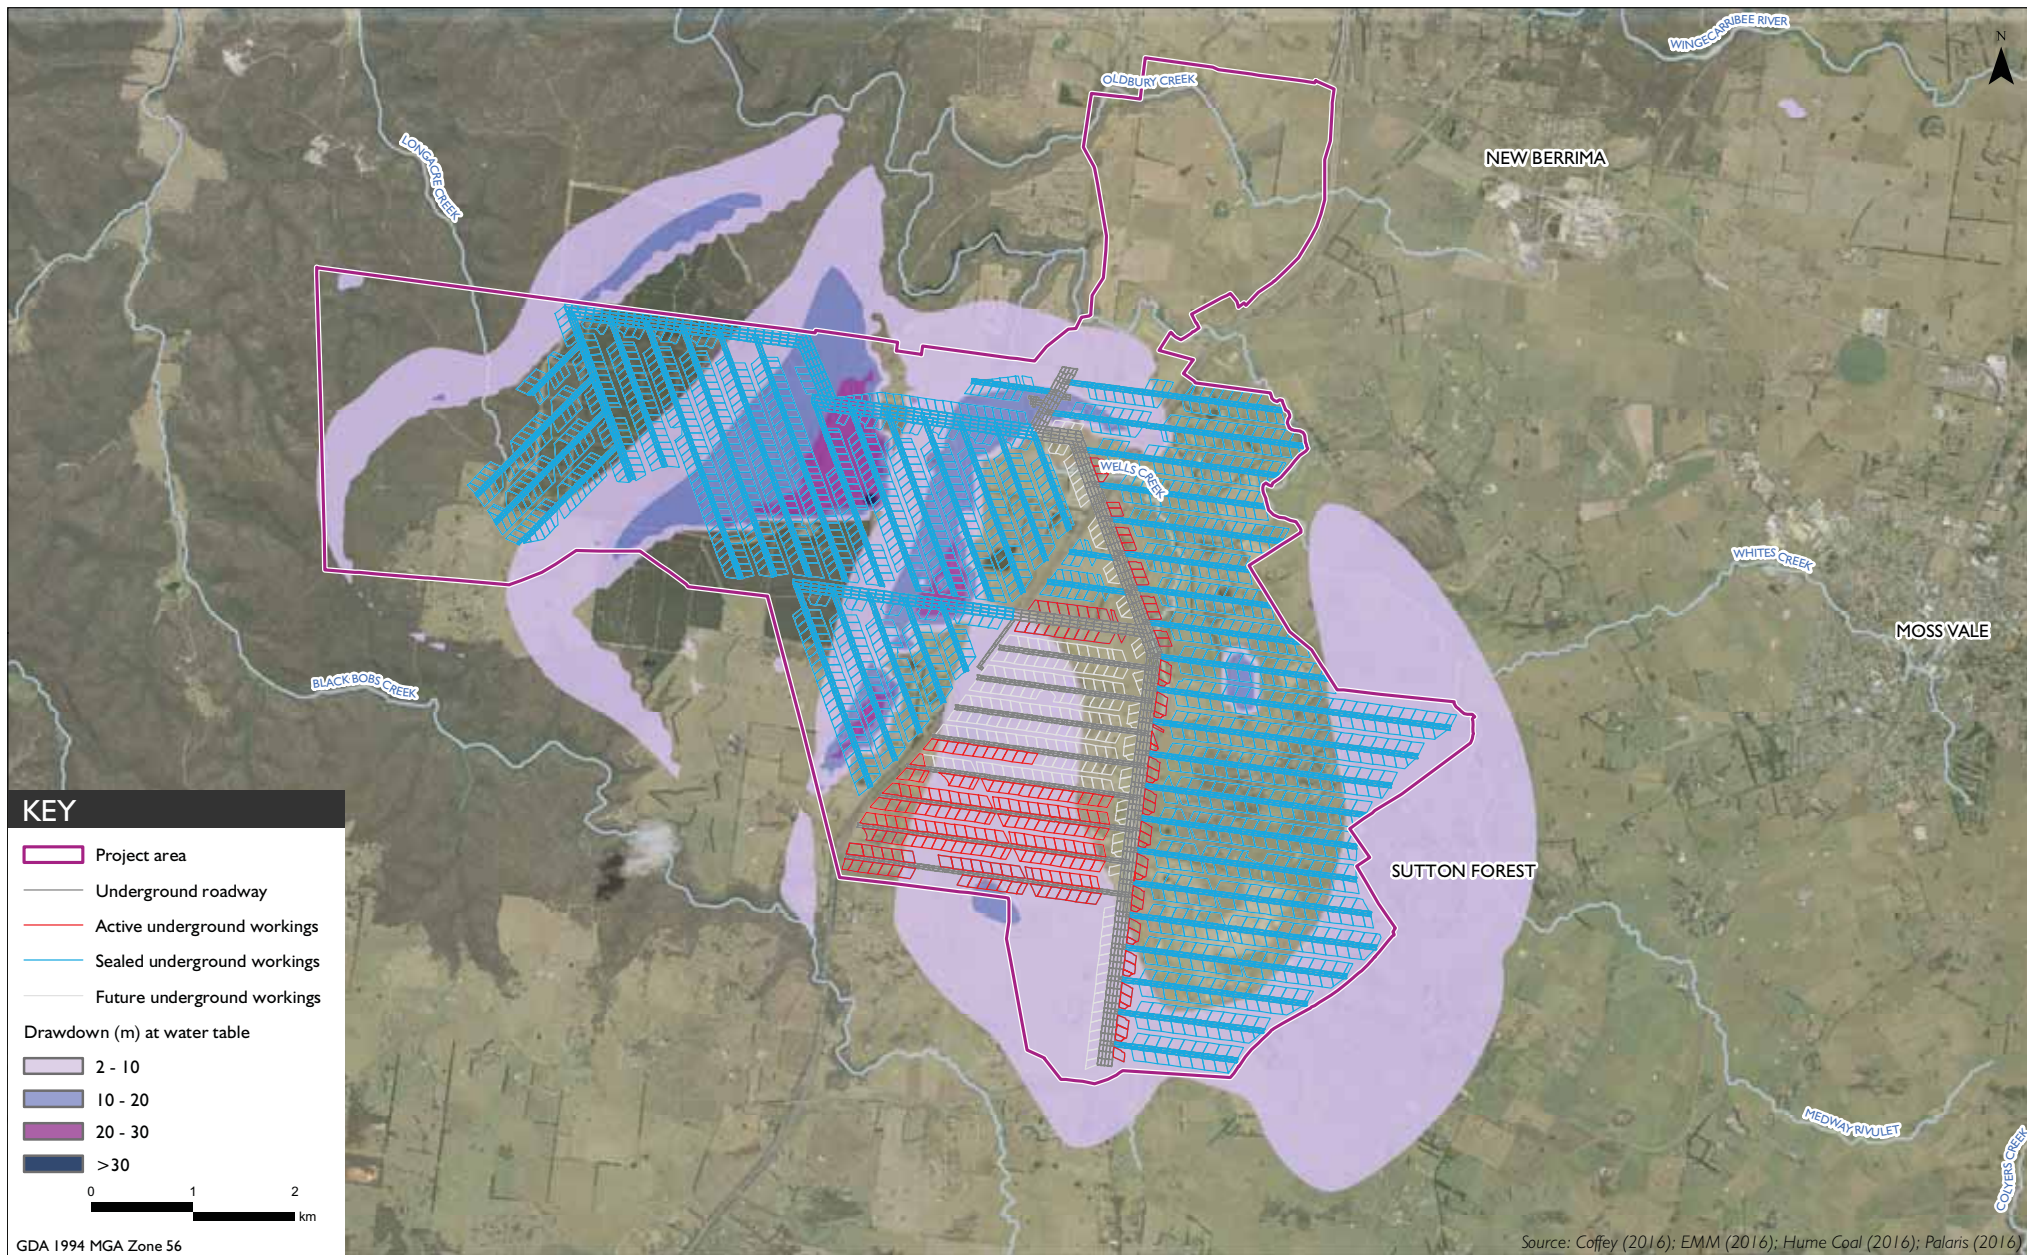 WINGECARRIBEE RIVER
N
OLDBURY CREEK
LONGACRE CREEK
NEW BERRIMA
WELLS CREEK
WHITES CREEK
MOSS VALE
BLACK BOBS CREEK
SUTTON FOREST
MEDWAY RIVULET
COLYERS CREEK
KEY
Project area
Underground roadway
Active underground workings
Sealed underground workings
Future underground workings
Drawdown (m) at water table
2 - 10
10 - 20
20 - 30
>30
0 1 2
km
GDA 1994 MGA Zone 56
Source: Coffey (2016); EMM (2016); Hume Coal (2016); Palaris (2016)